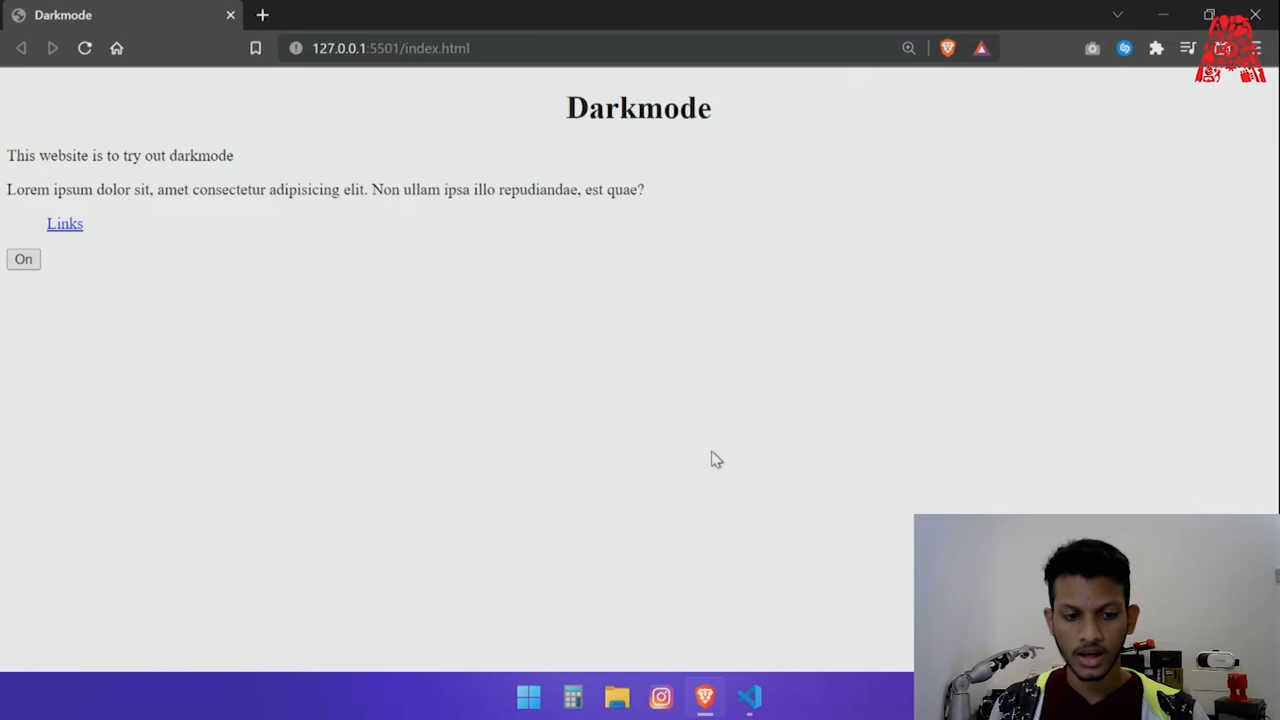 Darkmode
127.0.0.1:5501/index.html
Darkmode
This website is to try out darkmode
Lorem ipsum dolor sit, amet consectetur adipisicing elit. Non ullam ipsa illo repudiandae, est quae?
Links
On